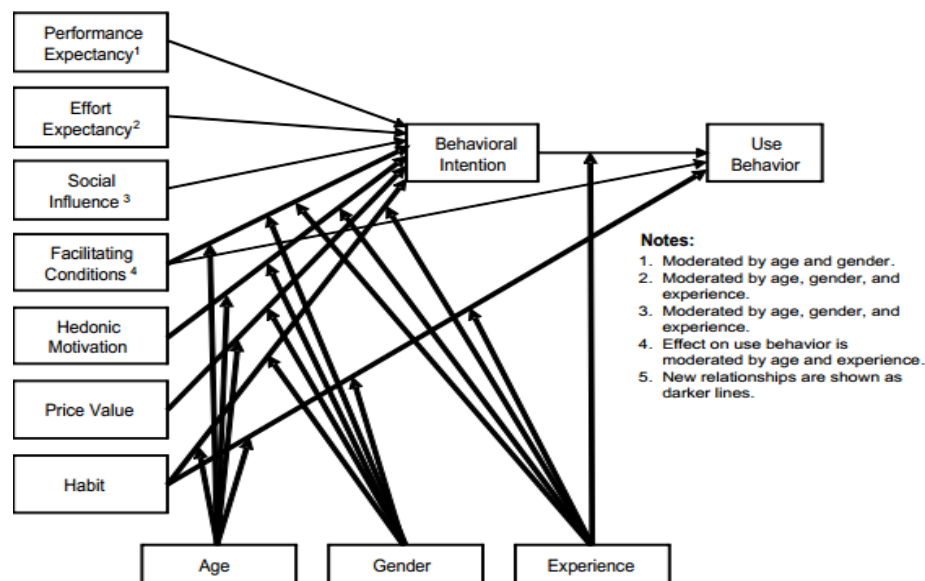 Performance
Expectancy1
Effort
Expectancy2
Social
Influence 3
Facilitating
Conditions 4
Hedonic
Motivation
Price Value
Habit
Behavioral
Intention
Use
Behavior
Notes:
1. Moderated by age and gender.
2. Moderated by age, gender, and
experience.
3. Moderated by age, gender, and
experience.
4. Effect on use behavior is
moderated by age and experience.
5. New relationships are shown as
darker lines.
Age
Gender
Experience